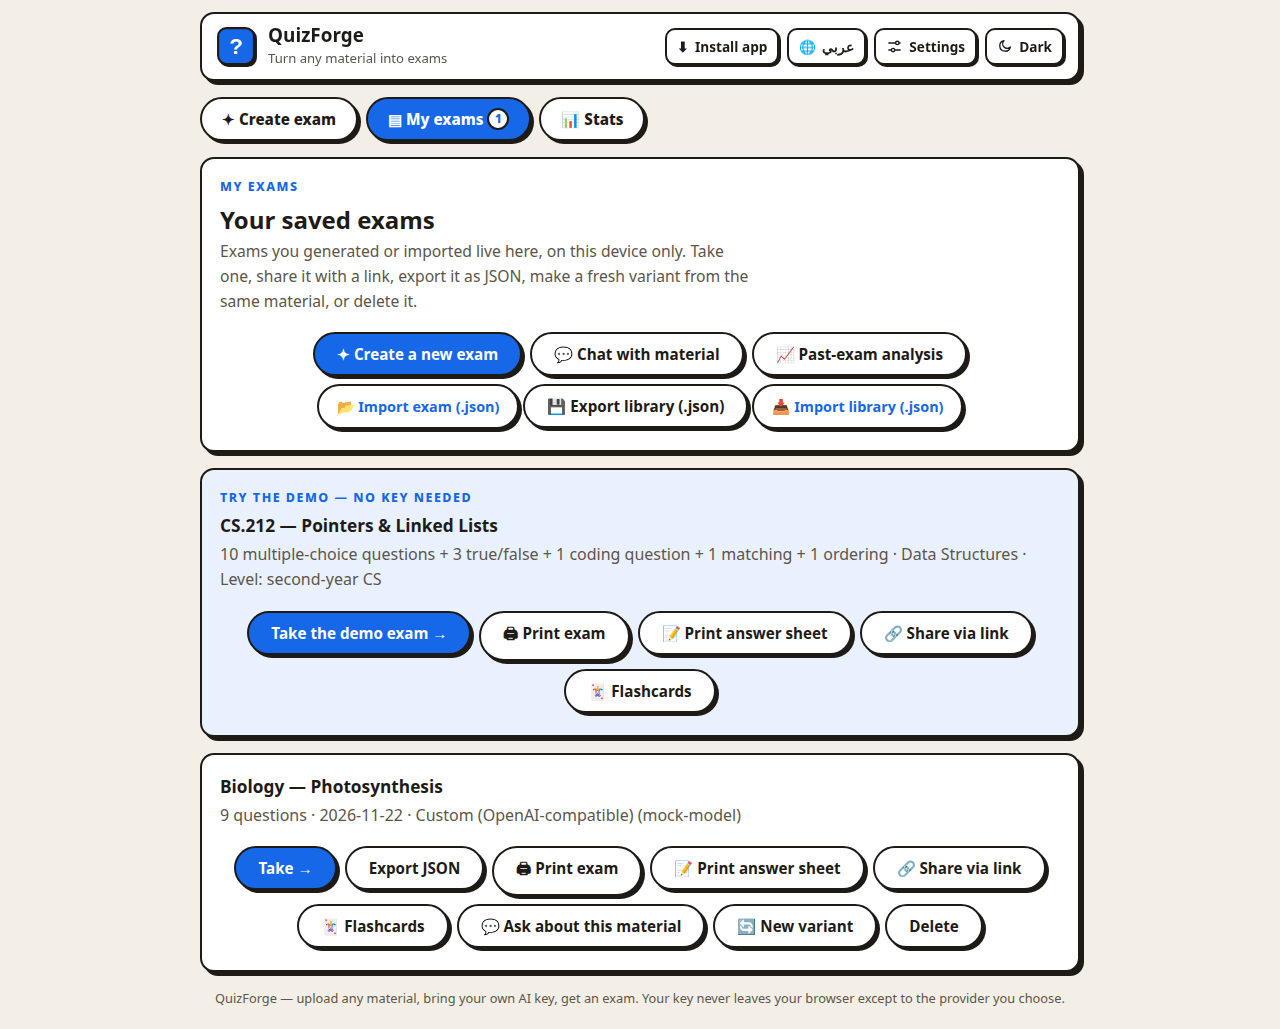 ?
QuizForge
Turn any material into exams
⬇ Install app
🌐 عربي
Settings
Dark
✦ Create exam
▤ My exams 1
📊 Stats
MY EXAMS
Your saved exams
Exams you generated or imported live here, on this device only. Take
one, share it with a link, export it as JSON, make a fresh variant from the
same material, or delete it.
✦ Create a new exam
💬 Chat with material
📈 Past-exam analysis
📂 Import exam (.json)
💾 Export library (.json)
📥 Import library (.json)
TRY THE DEMO — NO KEY NEEDED
CS.212 — Pointers & Linked Lists
10 multiple-choice questions + 3 true/false + 1 coding question + 1 matching + 1 ordering · Data Structures ·
Level: second-year CS
Take the demo exam →
🖨 Print exam
📝 Print answer sheet
🔗 Share via link
🃏 Flashcards
Biology — Photosynthesis
9 questions · 2026-11-22 · Custom (OpenAI-compatible) (mock-model)
Take →
Export JSON
🖨 Print exam
📝 Print answer sheet
🔗 Share via link
🃏 Flashcards
💬 Ask about this material
🔄 New variant
Delete
QuizForge — upload any material, bring your own AI key, get an exam. Your key never leaves your browser except to the provider you choose.